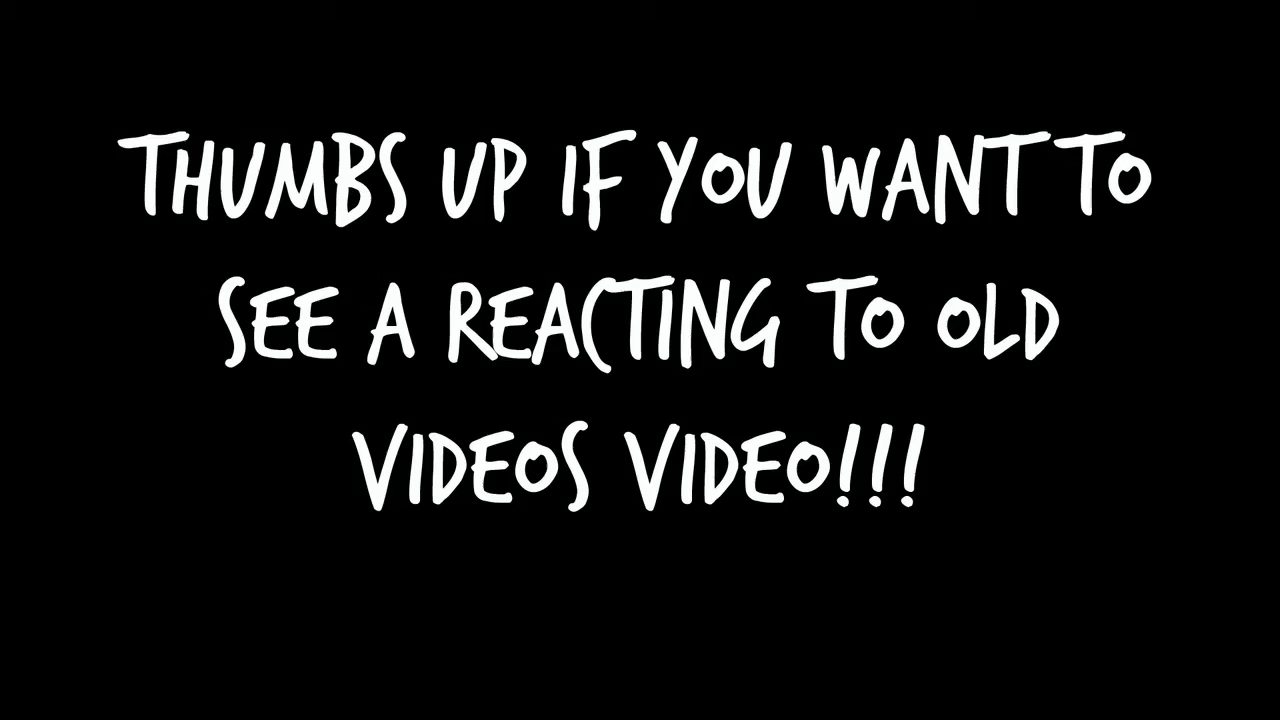 THUMBS UP IF YOU WANT TO
SEE A REACTING TO OLD
VIDEOS VIDEO!!!